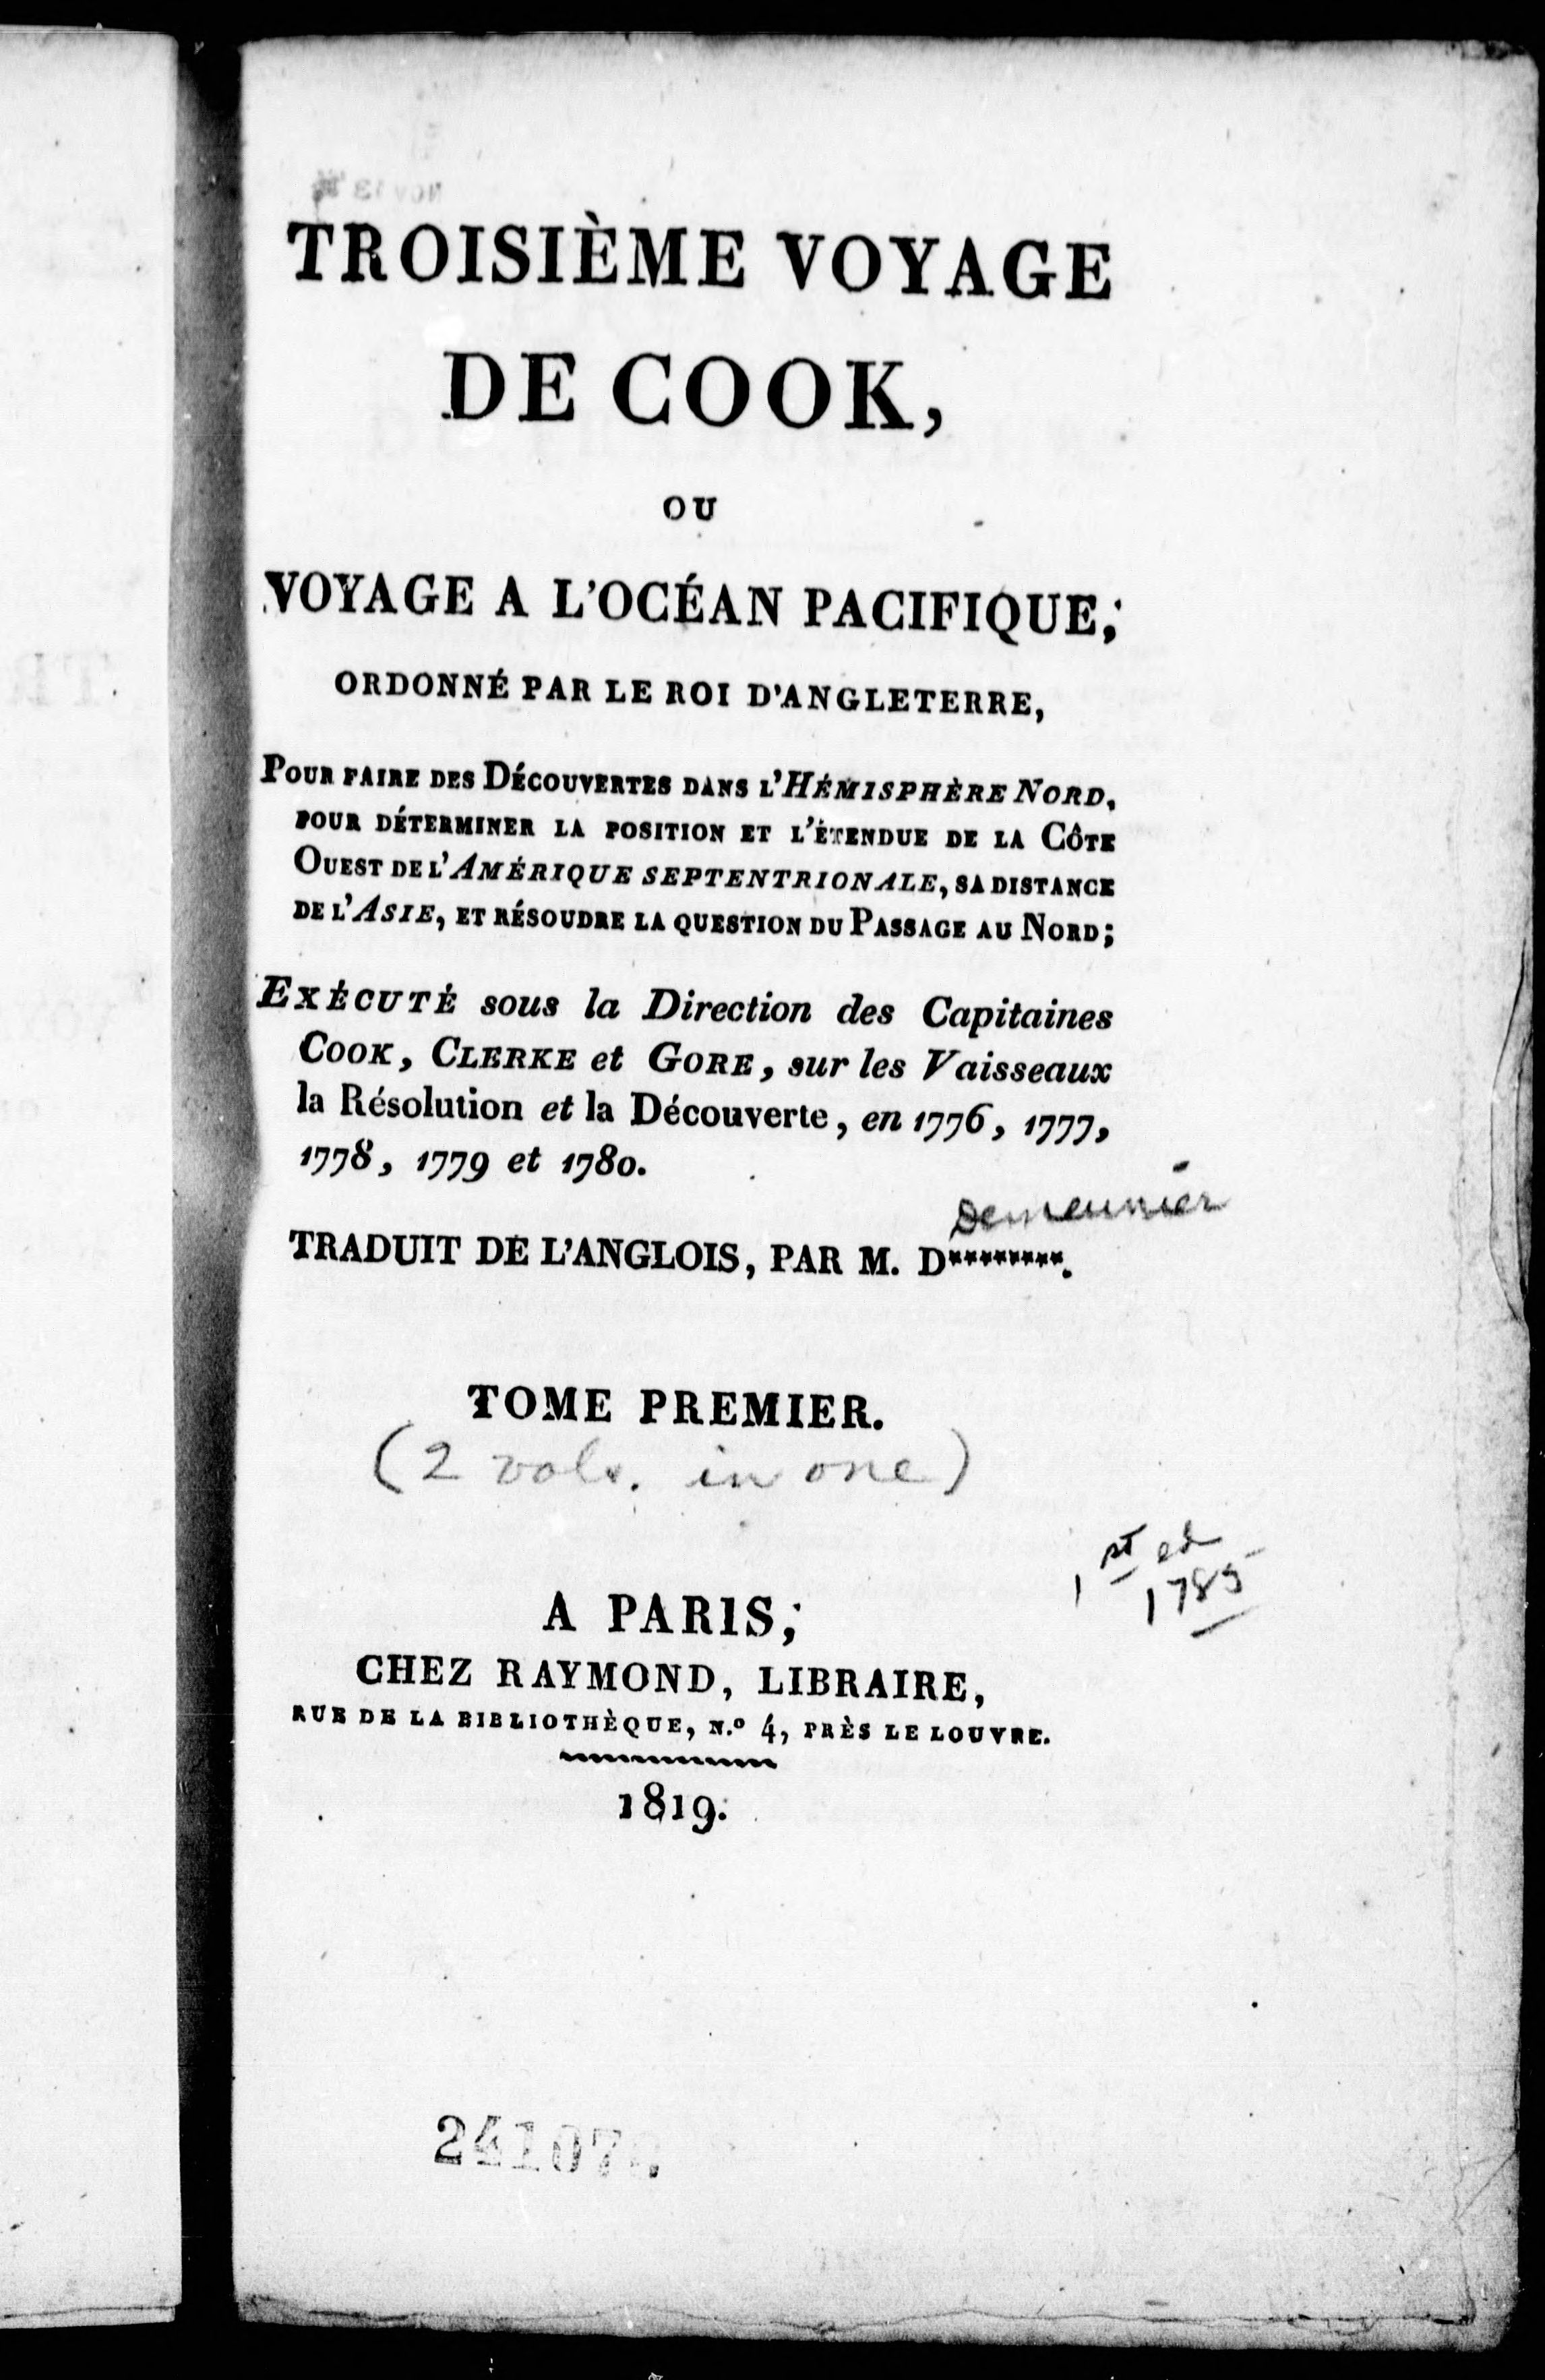 TROISIÈME VOYAGE
DE COOK,
OU
VOYAGE A L'OCÉAN PACIFIQUE;
ORDONNÉ PAR LE ROI D'ANGLETERRE,
POUR FAIRE DES DÉCOUVERTES DANS L'HÉMISPHÈRE NORD,
POUR DÉTERMINER LA POSITION ET L'ÉTENDUE DE LA CÔTE
OUEST DE L'AMÉRIQUE SEPTENTRIONALE, SA DISTANCE
DE L'ASIE, ET RÉSOUDRE LA QUESTION DU PASSAGE AU NORD;
EXÉCUTÉ sous la Direction des Capitaines
COOK, CLERKE et GORE, sur les Vaisseaux
la Résolution et la Découverte, en 1776, 1777,
1778, 1779 et 1780.
Demeunier
TRADUIT DE L'ANGLOIS, PAR M. D*********.
TOME PREMIER.
(2 vols. in one)
1st ed
1785
A PARIS;
CHEZ RAYMOND, LIBRAIRE,
RUE DE LA BIBLIOTHÈQUE, N.º 4, PRÈS LE LOUVRE.
1819.